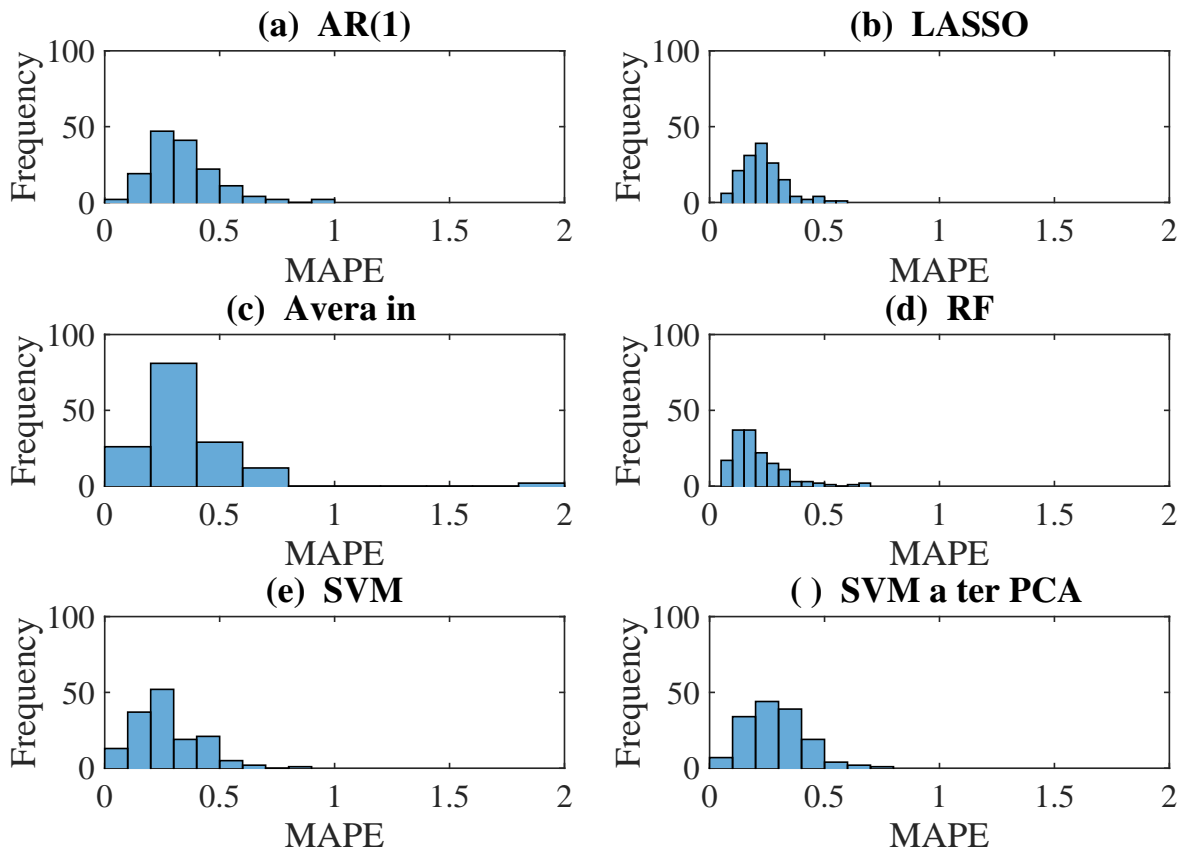 (a) AR(1)
100
50
0
Frequency
0 0.5 1 1.5 2
MAPE
(b) LASSO
100
50
0
Frequency
0 0.5 1 1.5 2
MAPE
(c) Avera in
100
50
0
Frequency
0 0.5 1 1.5 2
MAPE
(d) RF
100
50
0
Frequency
0 0.5 1 1.5 2
MAPE
(e) SVM
100
50
0
Frequency
0 0.5 1 1.5 2
MAPE
( ) SVM a ter PCA
100
50
0
Frequency
0 0.5 1 1.5 2
MAPE